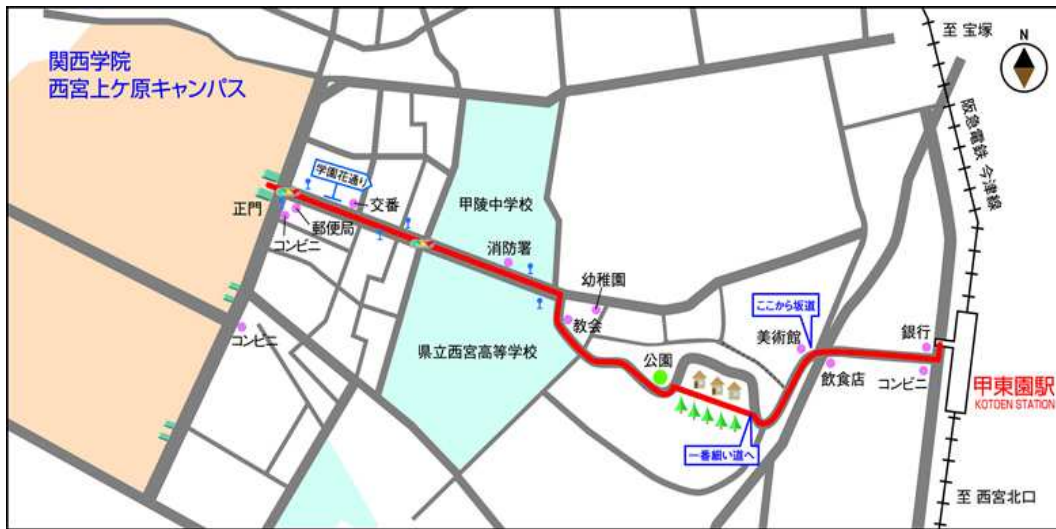 関西学院
西宮上ケ原キャンパス
至 宝塚
N
阪急電鉄 今津線
学園花通り
正門
交番
郵便局
コンビニ
甲陵中学校
消防署
幼稚園
教会
県立西宮高等学校
コンビニ
公園
ここから坂道
美術館
飲食店
銀行
コンビニ
甲東園駅
KOTOEN STATION
一番細い道へ
至 西宮北口